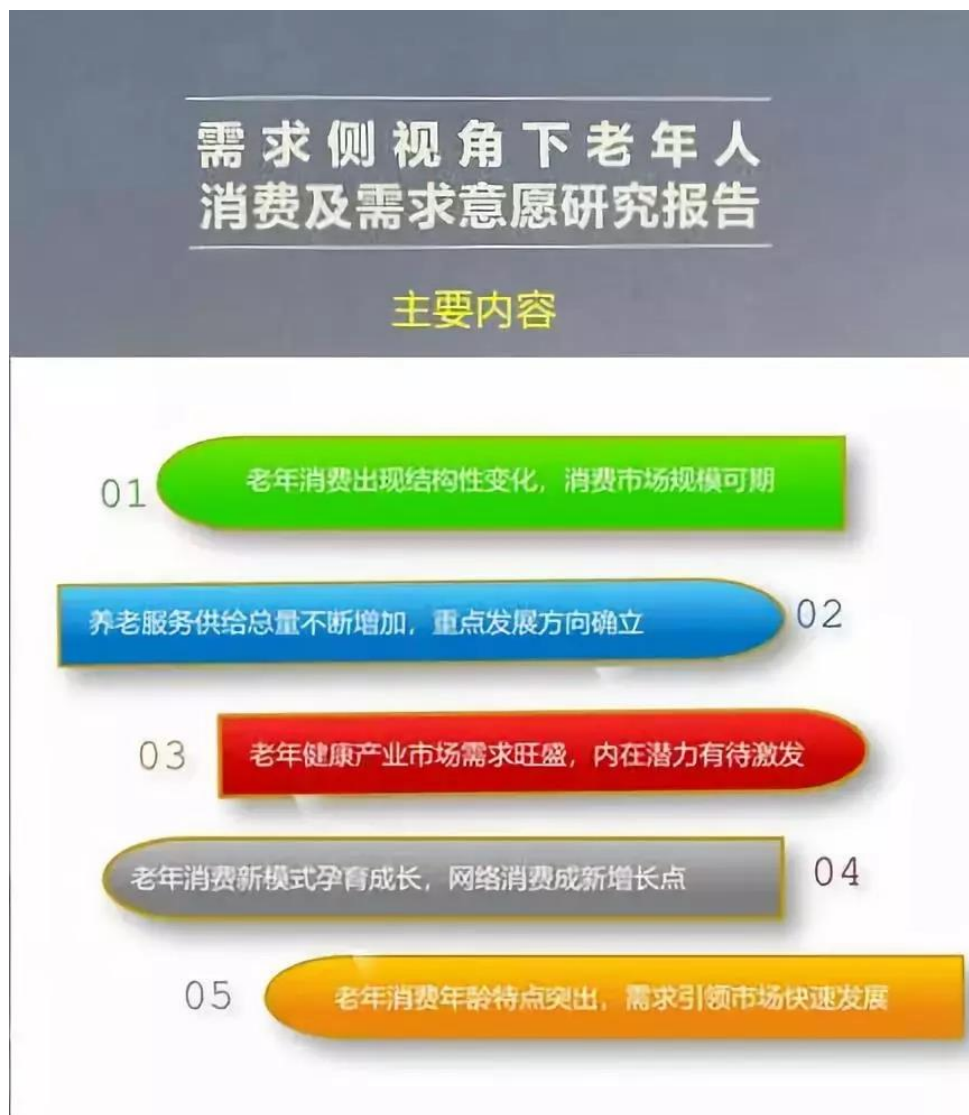 需求侧视角下老年人
消费及需求意愿研究报告
主要内容
01
老年消费出现结构性变化，消费市场规模可期
养老服务供给总量不断增加，重点发展方向确立
02
03
老年健康产业市场需求旺盛，内在潜力有待激发
老年消费新模式孕育成长，网络消费成新增长点
04
05
老年消费年龄特点突出，需求引领市场快速发展